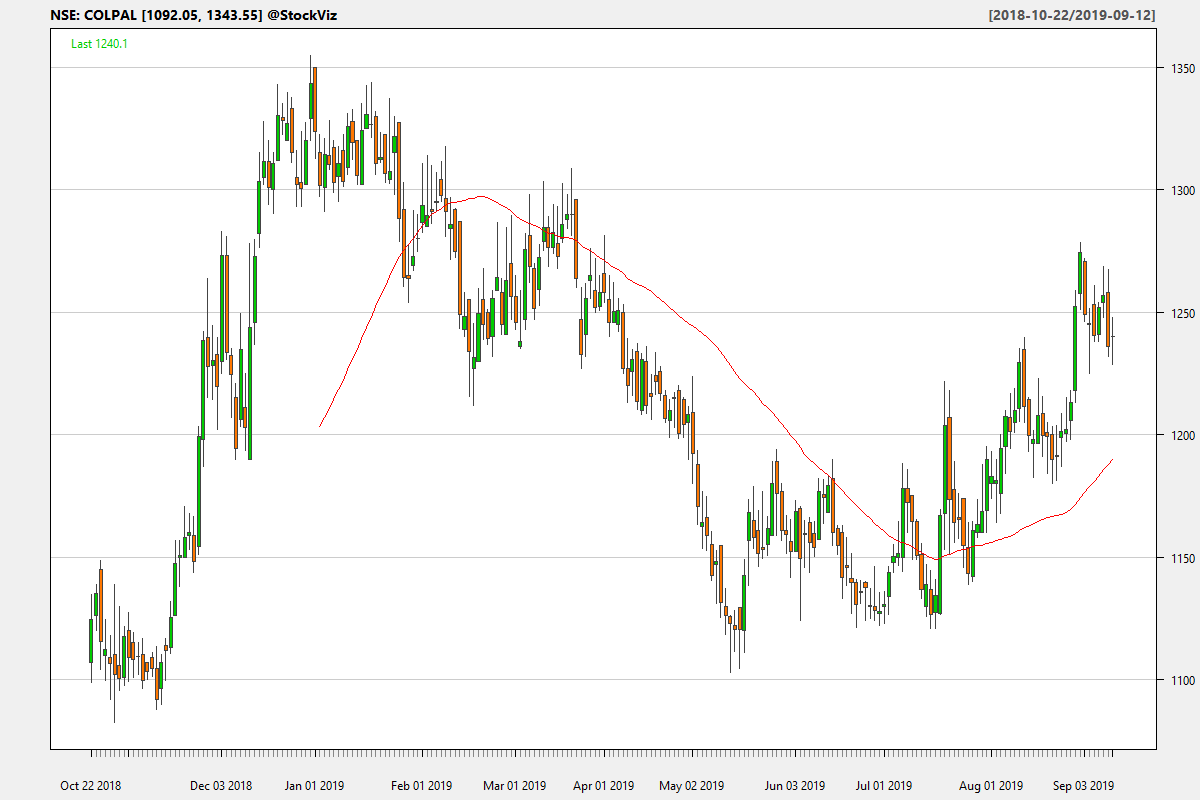 NSE: COLPAL [1092.05, 1343.55] @StockViz [2018-10-22/2019-09-12]
Last 1240.1
1350
1300
1250
1200
1150
1100
Oct 22 2018 Dec 03 2018 Jan 01 2019 Feb 01 2019 Mar 01 2019 Apr 01 2019 May 02 2019 Jun 03 2019 Jul 01 2019 Aug 01 2019 Sep 03 2019